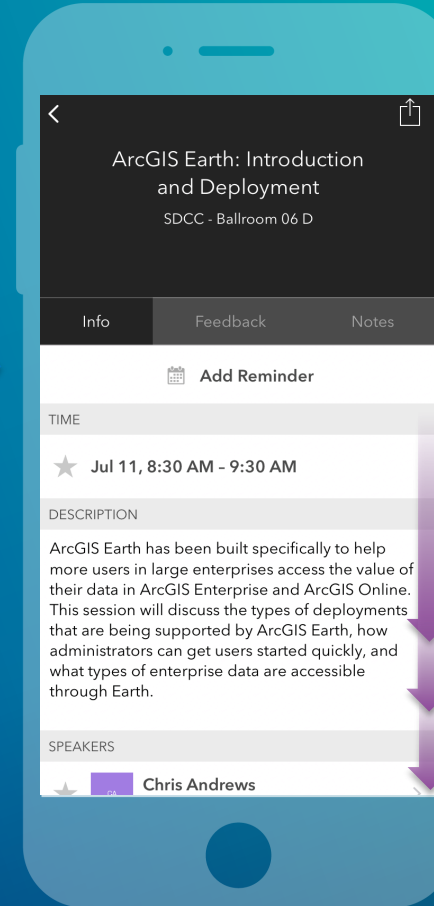 ArcGIS Earth: Introduction
and Deployment
SDCC - Ballroom 06 D
Info
Feedback
Notes
Add Reminder
TIME
Jul 11, 8:30 AM – 9:30 AM
DESCRIPTION
ArcGIS Earth has been built specifically to help
more users in large enterprises access the value of
their data in ArcGIS Enterprise and ArcGIS Online.
This session will discuss the types of deployments
that are being supported by ArcGIS Earth, how
administrators can get users started quickly, and
what types of enterprise data are accessible
through Earth.
SPEAKERS
CA
Chris Andrews